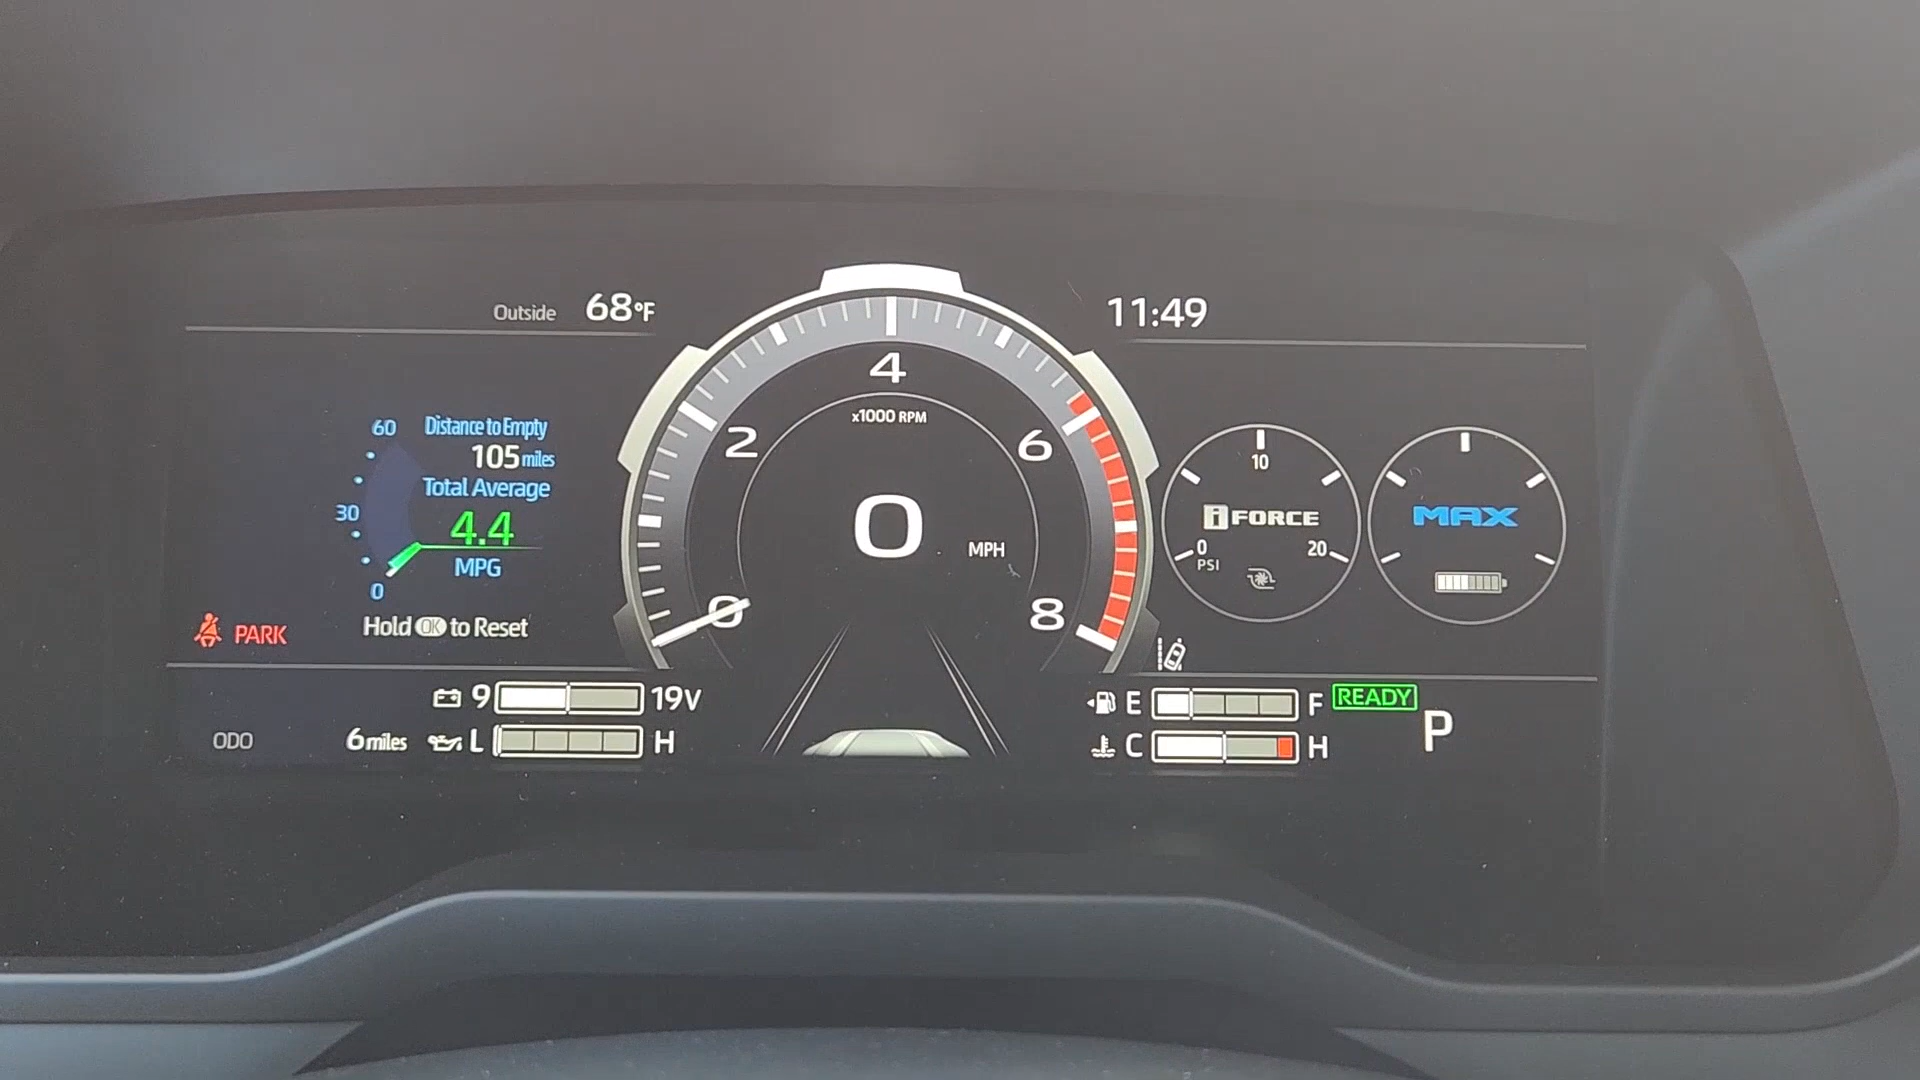 Outside 68°F
11:49
60
Distance to Empty
105 miles
Total Average
30
4.4
MPG
0
Hold OK to Reset
PARK
4
x1000 RPM
2
6
0
MPH
0
8
10
iFORCE
0
20
PSI
MAX
9 19V
E F
READY
P
ODO 6 miles
L H
C H